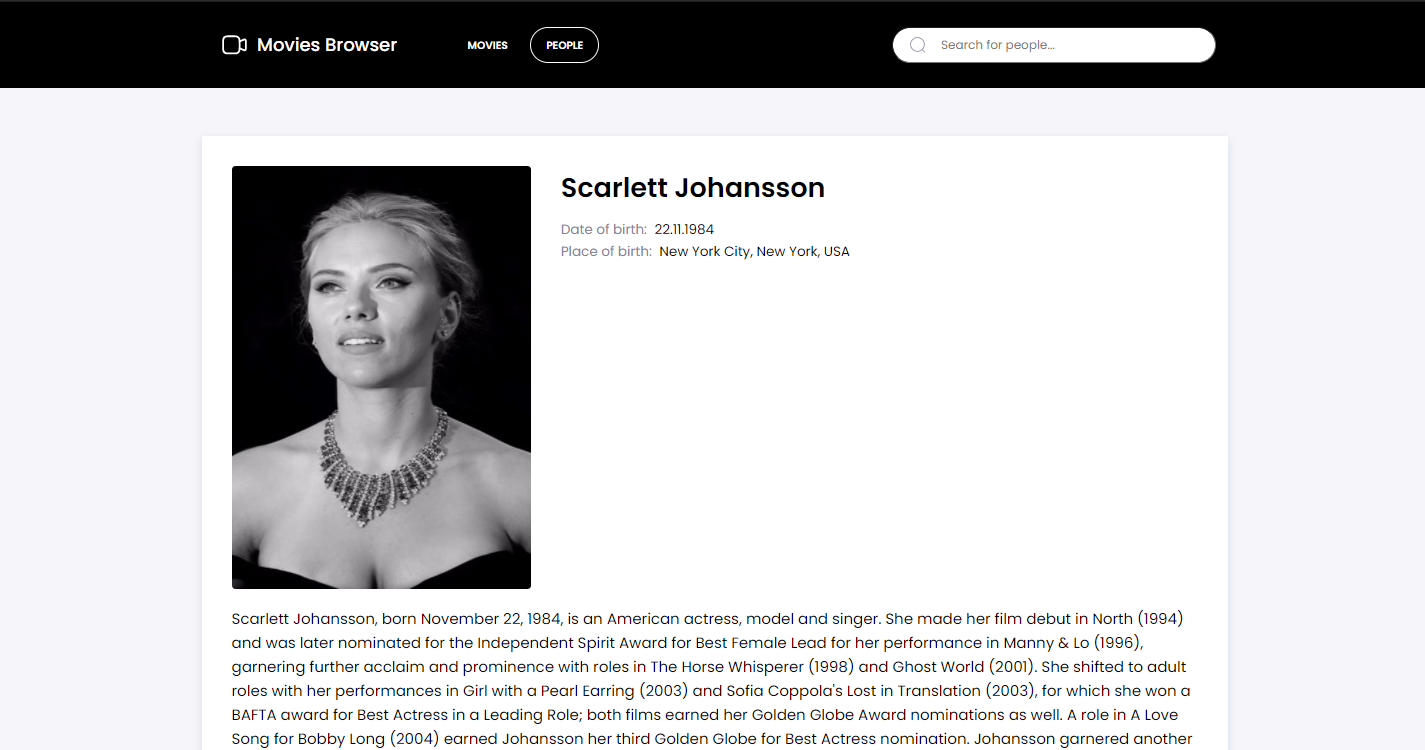 Movies Browser
MOVIES
PEOPLE
Search for people...
Scarlett Johansson
Date of birth: 22.11.1984
Place of birth: New York City, New York, USA
Scarlett Johansson, born November 22, 1984, is an American actress, model and singer. She made her film debut in North (1994)
and was later nominated for the Independent Spirit Award for Best Female Lead for her performance in Manny & Lo (1996),
garnering further acclaim and prominence with roles in The Horse Whisperer (1998) and Ghost World (2001). She shifted to adult
roles with her performances in Girl with a Pearl Earring (2003) and Sofia Coppola's Lost in Translation (2003), for which she won a
BAFTA award for Best Actress in a Leading Role; both films earned her Golden Globe Award nominations as well. A role in A Love
Song for Bobby Long (2004) earned Johansson her third Golden Globe for Best Actress nomination. Johansson garnered another